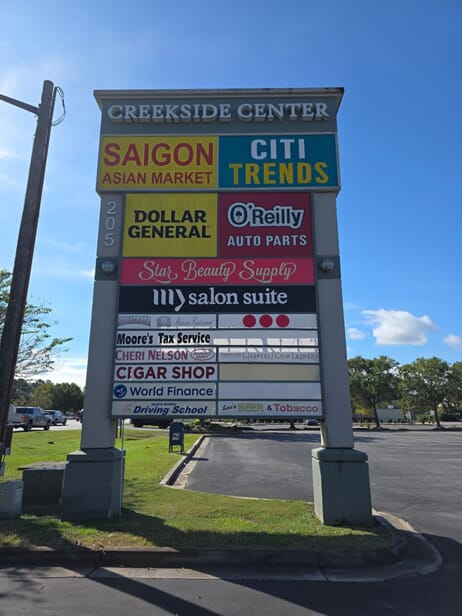 CREEKSIDE CENTER
SAIGON
ASIAN MARKET
CITI
TRENDS
205
DOLLAR
GENERAL
O'Reilly
AUTO PARTS
Star Beauty Supply
my salon suite
Moore's Tax Service
CHERI NELSON
CIGAR SHOP
World Finance
Driving School
BEER & Tobacco